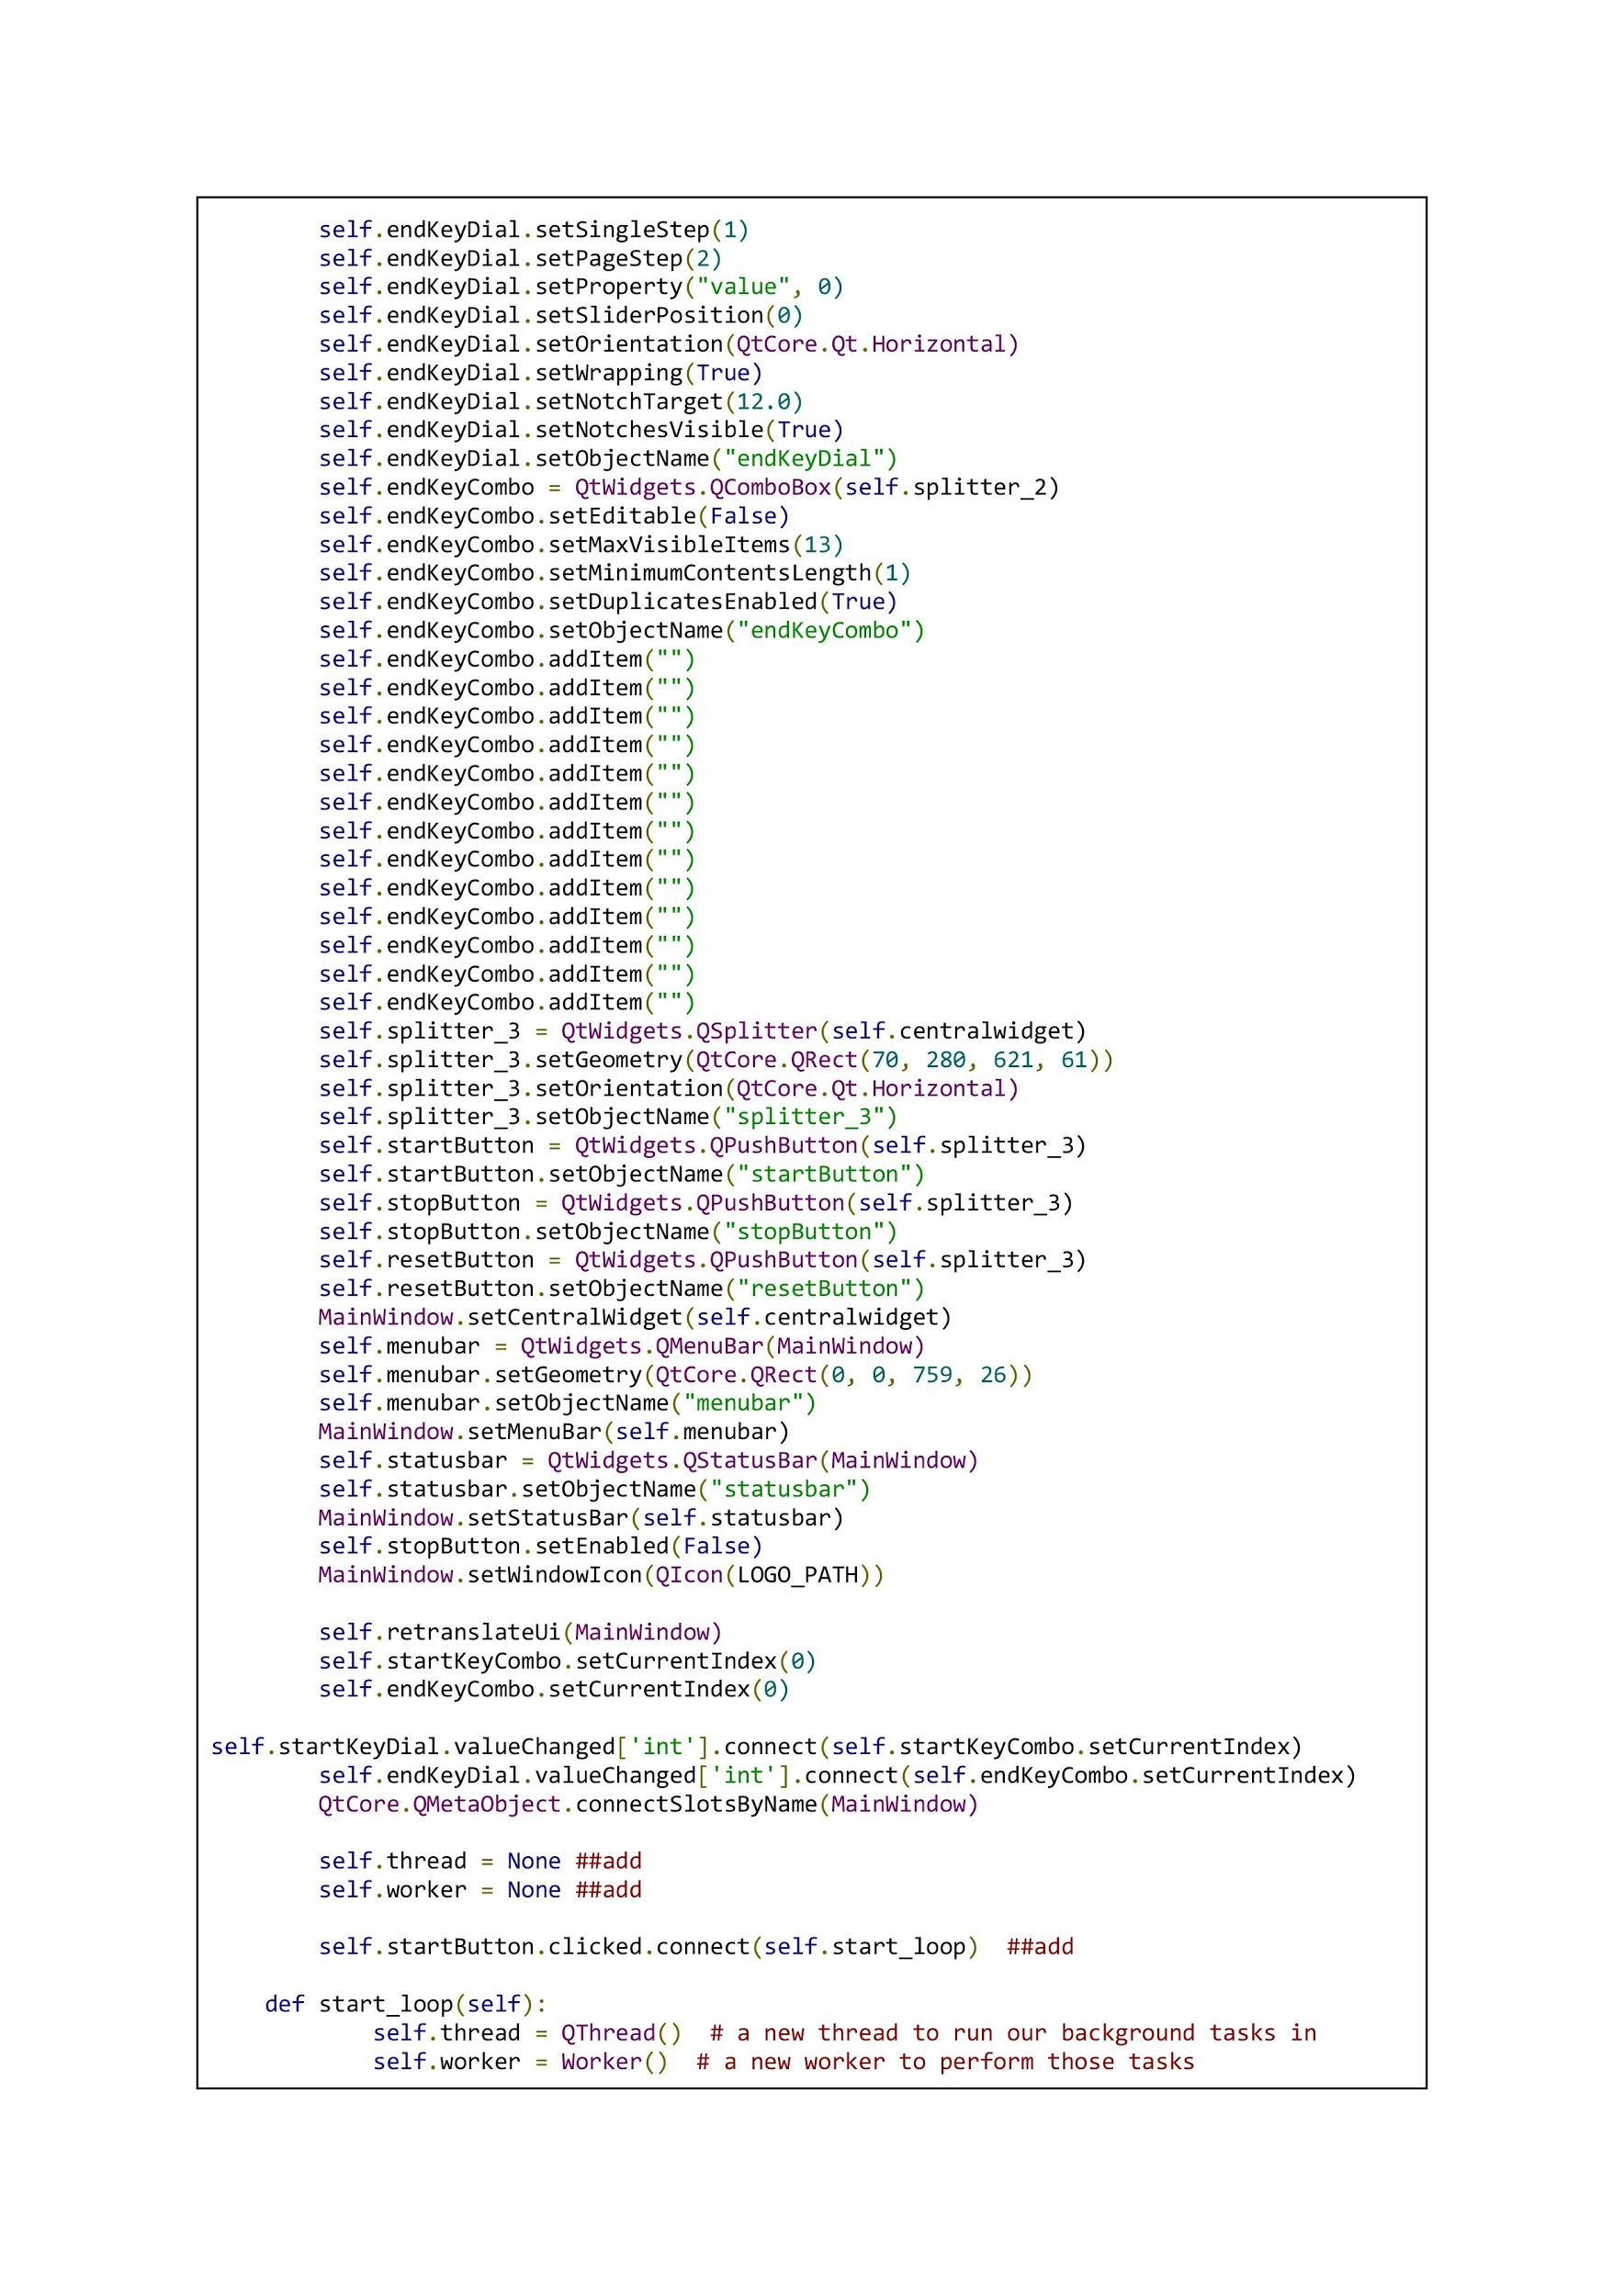 self.endKeyDial.setSingleStep(1)
        self.endKeyDial.setPageStep(2)
        self.endKeyDial.setProperty("value", 0)
        self.endKeyDial.setSliderPosition(0)
        self.endKeyDial.setOrientation(QtCore.Qt.Horizontal)
        self.endKeyDial.setWrapping(True)
        self.endKeyDial.setNotchTarget(12.0)
        self.endKeyDial.setNotchesVisible(True)
        self.endKeyDial.setObjectName("endKeyDial")
        self.endKeyCombo = QtWidgets.QComboBox(self.splitter_2)
        self.endKeyCombo.setEditable(False)
        self.endKeyCombo.setMaxVisibleItems(13)
        self.endKeyCombo.setMinimumContentsLength(1)
        self.endKeyCombo.setDuplicatesEnabled(True)
        self.endKeyCombo.setObjectName("endKeyCombo")
        self.endKeyCombo.addItem("")
        self.endKeyCombo.addItem("")
        self.endKeyCombo.addItem("")
        self.endKeyCombo.addItem("")
        self.endKeyCombo.addItem("")
        self.endKeyCombo.addItem("")
        self.endKeyCombo.addItem("")
        self.endKeyCombo.addItem("")
        self.endKeyCombo.addItem("")
        self.endKeyCombo.addItem("")
        self.endKeyCombo.addItem("")
        self.endKeyCombo.addItem("")
        self.endKeyCombo.addItem("")
        self.splitter_3 = QtWidgets.QSplitter(self.centralwidget)
        self.splitter_3.setGeometry(QtCore.QRect(70, 280, 621, 61))
        self.splitter_3.setOrientation(QtCore.Qt.Horizontal)
        self.splitter_3.setObjectName("splitter_3")
        self.startButton = QtWidgets.QPushButton(self.splitter_3)
        self.startButton.setObjectName("startButton")
        self.stopButton = QtWidgets.QPushButton(self.splitter_3)
        self.stopButton.setObjectName("stopButton")
        self.resetButton = QtWidgets.QPushButton(self.splitter_3)
        self.resetButton.setObjectName("resetButton")
        MainWindow.setCentralWidget(self.centralwidget)
        self.menubar = QtWidgets.QMenuBar(MainWindow)
        self.menubar.setGeometry(QtCore.QRect(0, 0, 759, 26))
        self.menubar.setObjectName("menubar")
        MainWindow.setMenuBar(self.menubar)
        self.statusbar = QtWidgets.QStatusBar(MainWindow)
        self.statusbar.setObjectName("statusbar")
        MainWindow.setStatusBar(self.statusbar)
        self.stopButton.setEnabled(False)
        MainWindow.setWindowIcon(QIcon(LOGO_PATH))

        self.retranslateUi(MainWindow)
        self.startKeyCombo.setCurrentIndex(0)
        self.endKeyCombo.setCurrentIndex(0)

self.startKeyDial.valueChanged['int'].connect(self.startKeyCombo.setCurrentIndex)
        self.endKeyDial.valueChanged['int'].connect(self.endKeyCombo.setCurrentIndex)
        QtCore.QMetaObject.connectSlotsByName(MainWindow)

        self.thread = None ##add
        self.worker = None ##add

        self.startButton.clicked.connect(self.start_loop)  ##add

    def start_loop(self):
            self.thread = QThread()  # a new thread to run our background tasks in
            self.worker = Worker()  # a new worker to perform those tasks